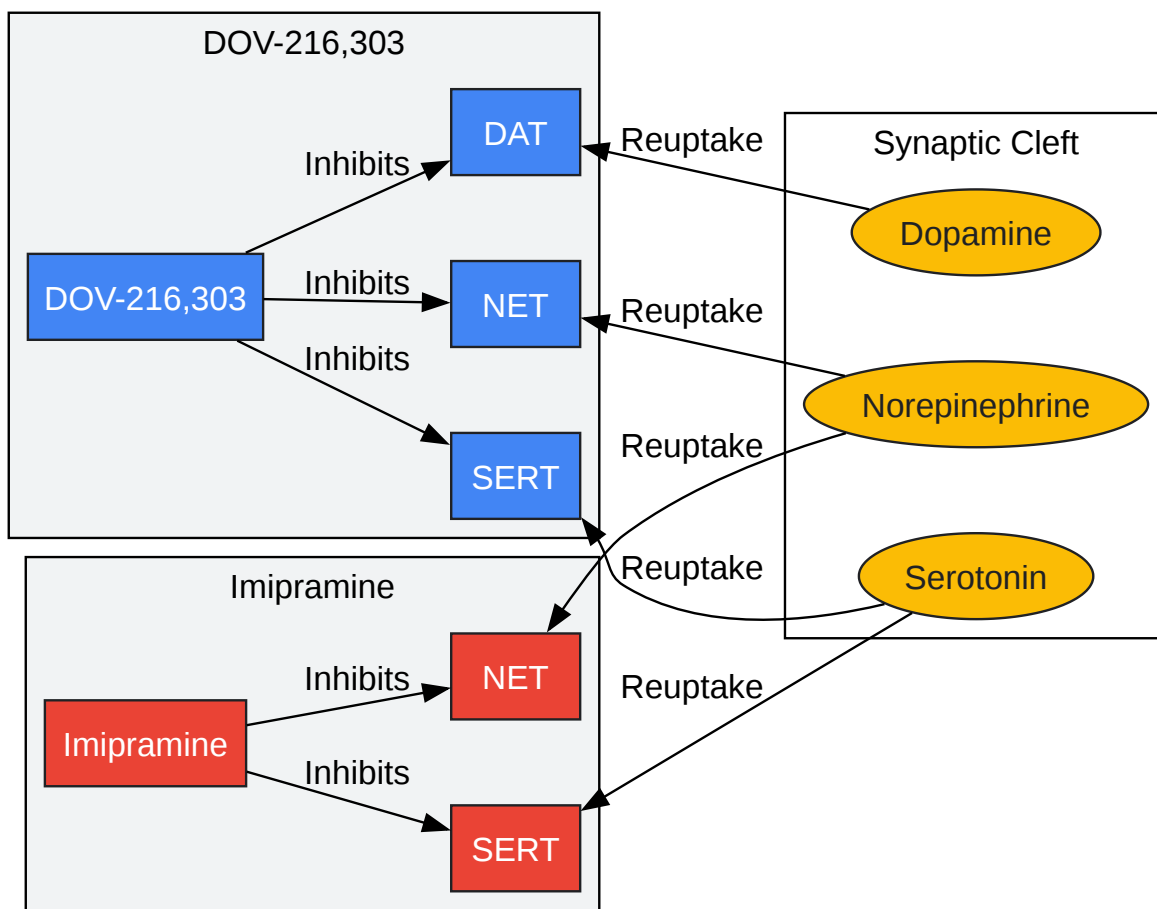 DOV-216,303
DAT
Reuptake
Synaptic Cleft
Inhibits
Dopamine
DOV-216,303
Inhibits
NET
Reuptake
Norepinephrine
Inhibits
SERT
Reuptake
Imipramine
Reuptake
Serotonin
Inhibits
NET
Reuptake
Imipramine
Inhibits
SERT